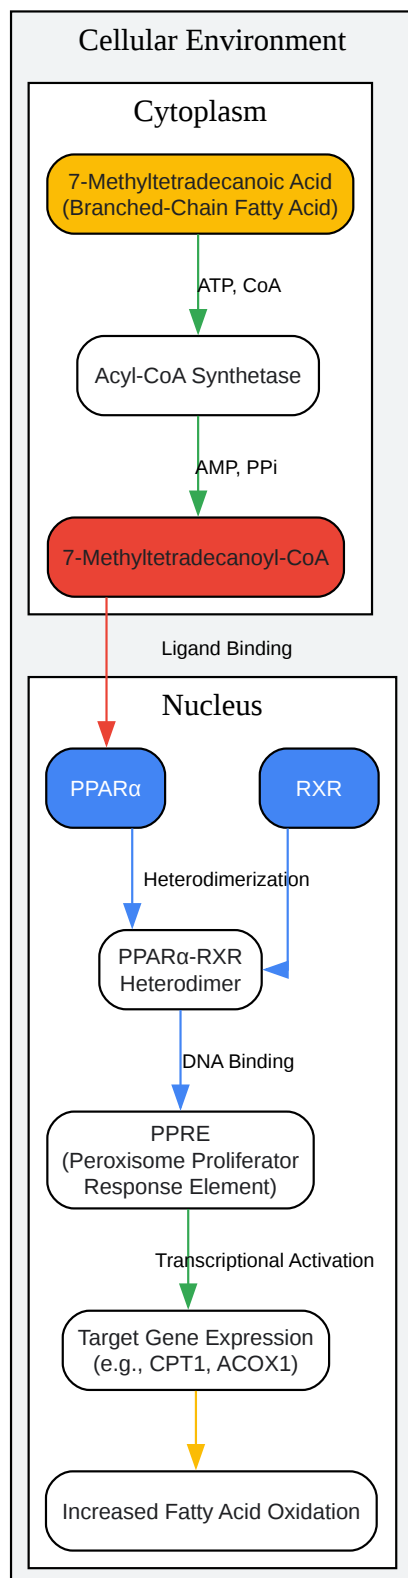 Cellular Environment
Cytoplasm
7-Methyltetradecanoic Acid
(Branched-Chain Fatty Acid)
ATP, CoA
Acyl-CoA Synthetase
AMP, PPi
7-Methyltetradecanoyl-CoA
Ligand Binding
Nucleus
PPARα
RXR
Heterodimerization
PPARα-RXR
Heterodimer
DNA Binding
PPRE
(Peroxisome Proliferator
Response Element)
Transcriptional Activation
Target Gene Expression
(e.g., CPT1, ACOX1)
Increased Fatty Acid Oxidation